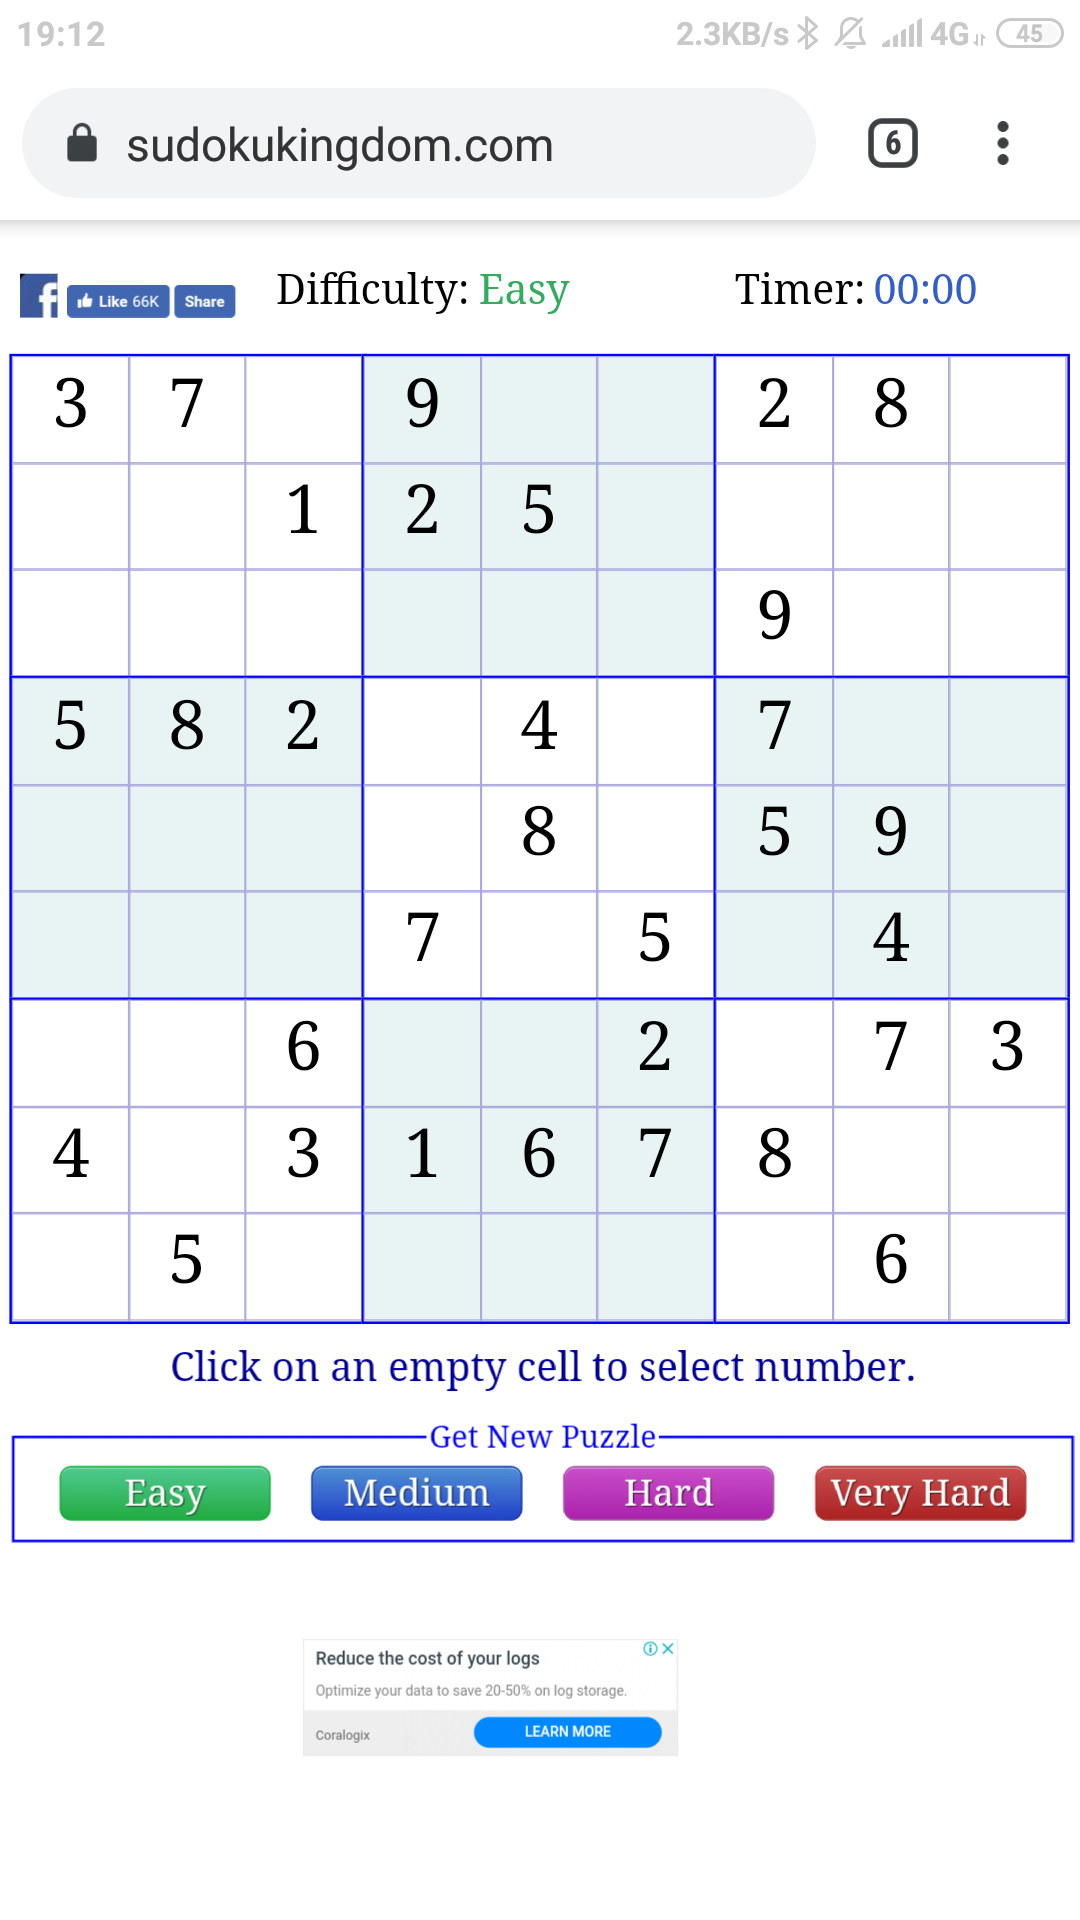 19:12 2.3KB/s 4G 45
sudokukingdom.com 6
f Like 66K Share Difficulty: Easy Timer: 00:00
3 7 9 2 8
1 2 5
9
5 8 2 4 7
8 5 9
7 5 4
6 2 7 3
4 3 1 6 7 8
5 6
Click on an empty cell to select number.
Get New Puzzle
Easy Medium Hard Very Hard
Reduce the cost of your logs
Optimize your data to save 20-50% on log storage.
Coralogix LEARN MORE